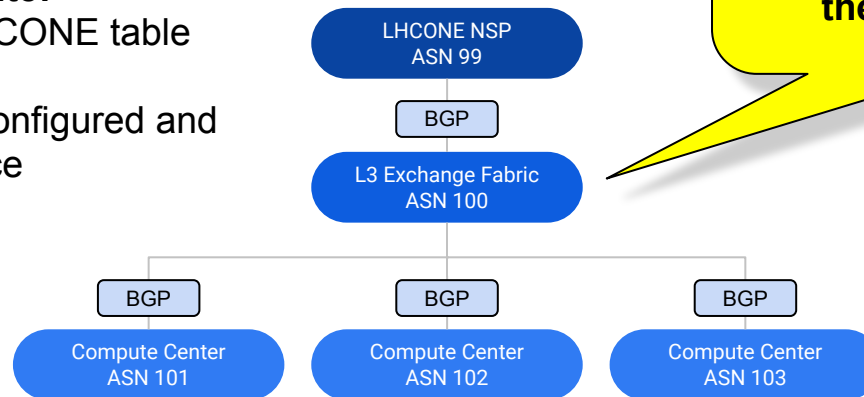 CONE table
onfigured and
the
LHCONE NSP
ASN 99
BGP
L3 Exchange Fabric
ASN 100
BGP
BGP
BGP
Compute Center
ASN 101
Compute Center
ASN 102
Compute Center
ASN 103